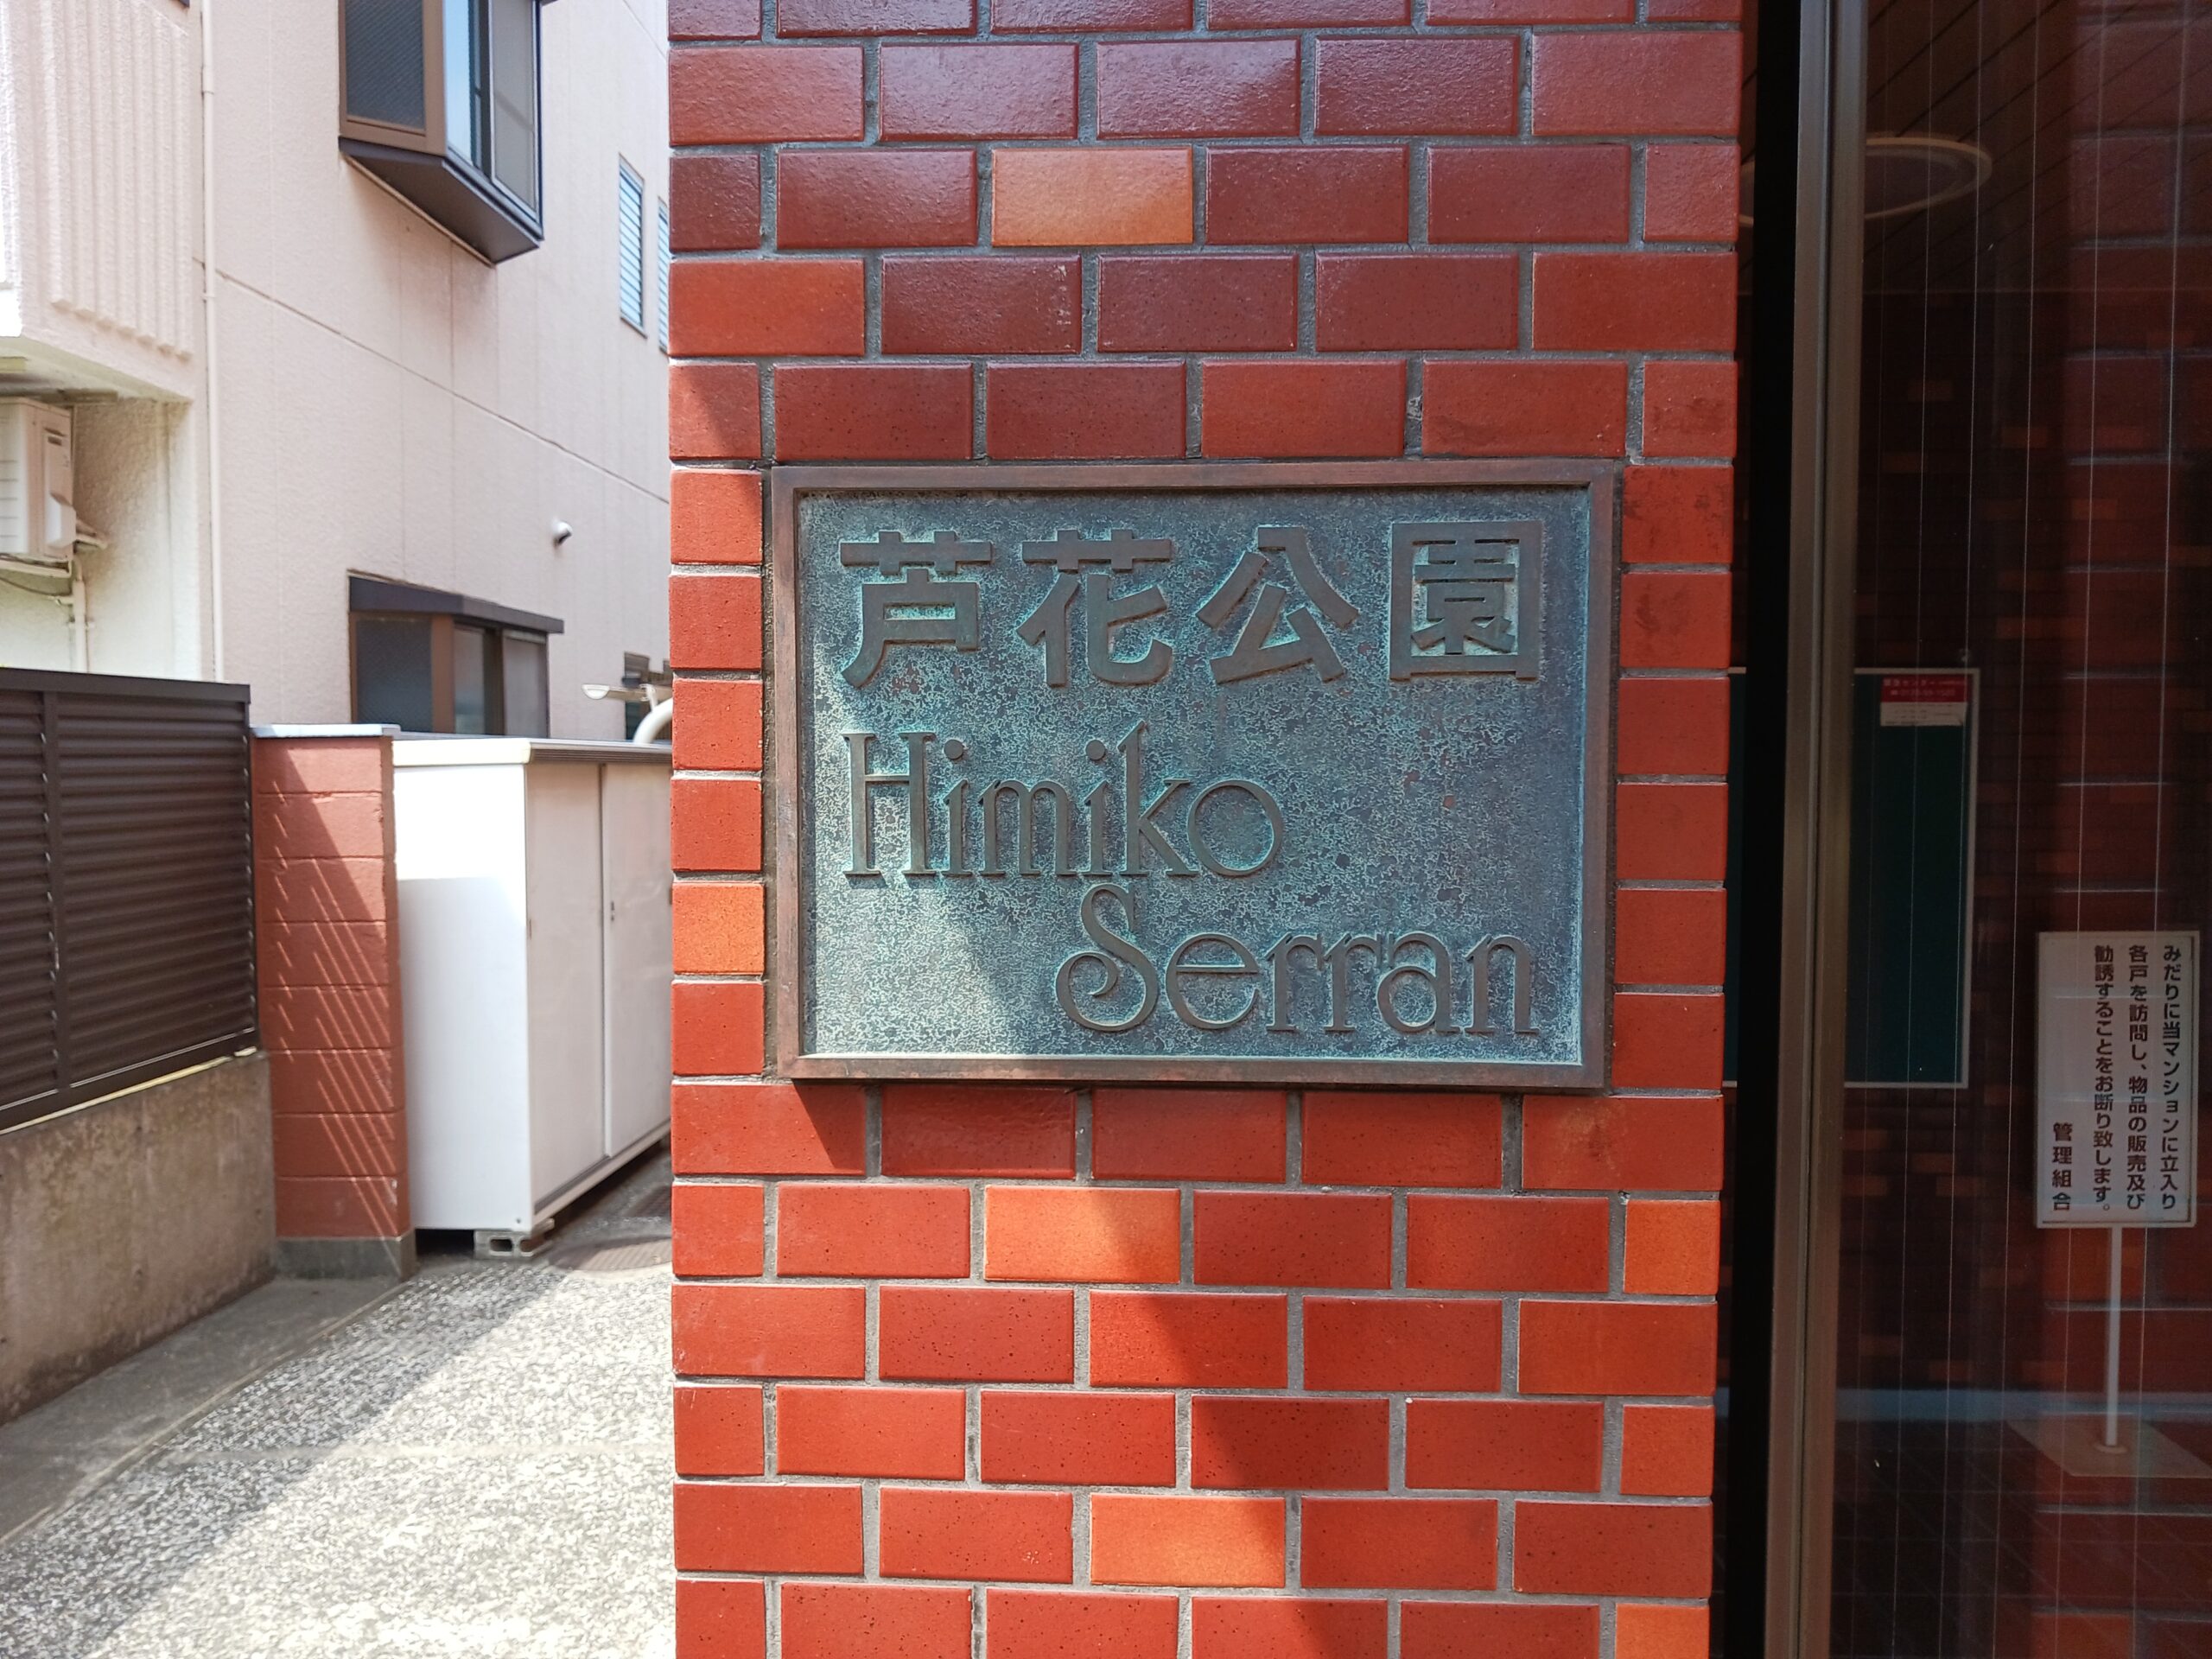 芦花公園
Himiko
Serran
みだりに当マンションに立入り
各戸を訪問し、物品の販売及び
勧誘することをお断り致します。
管理組合